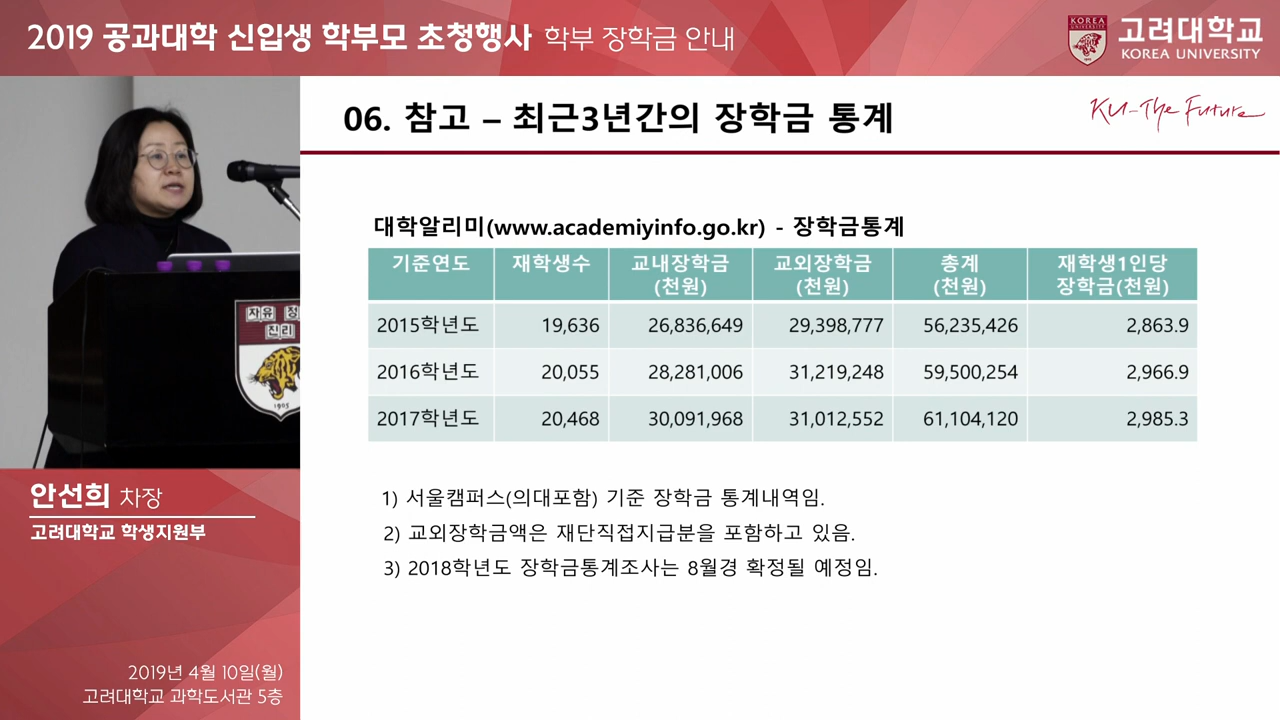 2019 공과대학 신입생 학부모 초청행사 학부 장학금 안내
KOREA UNIVERSITY 고려대학교
KOREA UNIVERSITY
06. 참고 – 최근3년간의 장학금 통계
KU-The Future
대학알리미(www.academiyinfo.go.kr) - 장학금통계
기준연도 재학생수 교내장학금 (천원) 교외장학금 (천원) 총계 (천원) 재학생1인당 장학금(천원)
2015학년도 19,636 26,836,649 29,398,777 56,235,426 2,863.9
2016학년도 20,055 28,281,006 31,219,248 59,500,254 2,966.9
2017학년도 20,468 30,091,968 31,012,552 61,104,120 2,985.3
1) 서울캠퍼스(의대포함) 기준 장학금 통계내역임.
2) 교외장학금액은 재단직접지급분을 포함하고 있음.
3) 2018학년도 장학금통계조사는 8월경 확정될 예정임.
자유 정
진리
1905
안선희 차장
고려대학교 학생지원부
2019년 4월 10일(월)
고려대학교 과학도서관 5층